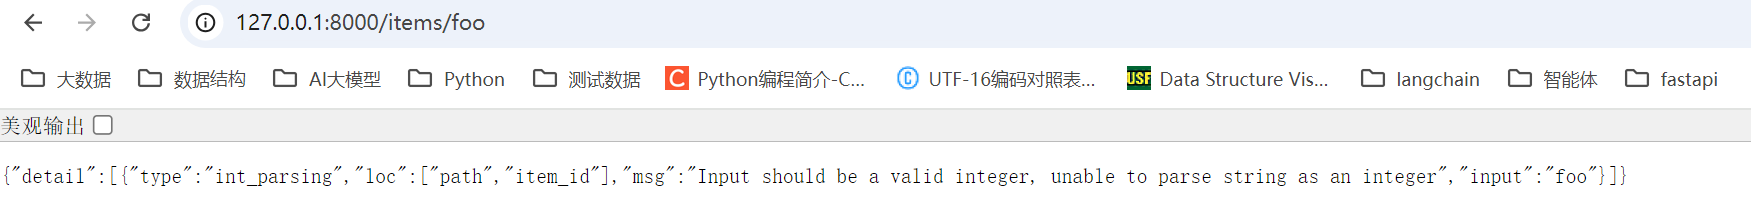 127.0.0.1:8000/items/foo
大数据 数据结构 AI大模型 Python 测试数据 C Python编程简介-C... UTF-16编码对照表... USF Data Structure Vis... langchain 智能体 fastapi
美观输出
{"detail":[{"type":"int_parsing","loc":["path","item_id"],"msg":"Input should be a valid integer, unable to parse string as an integer","input":"foo"}]}